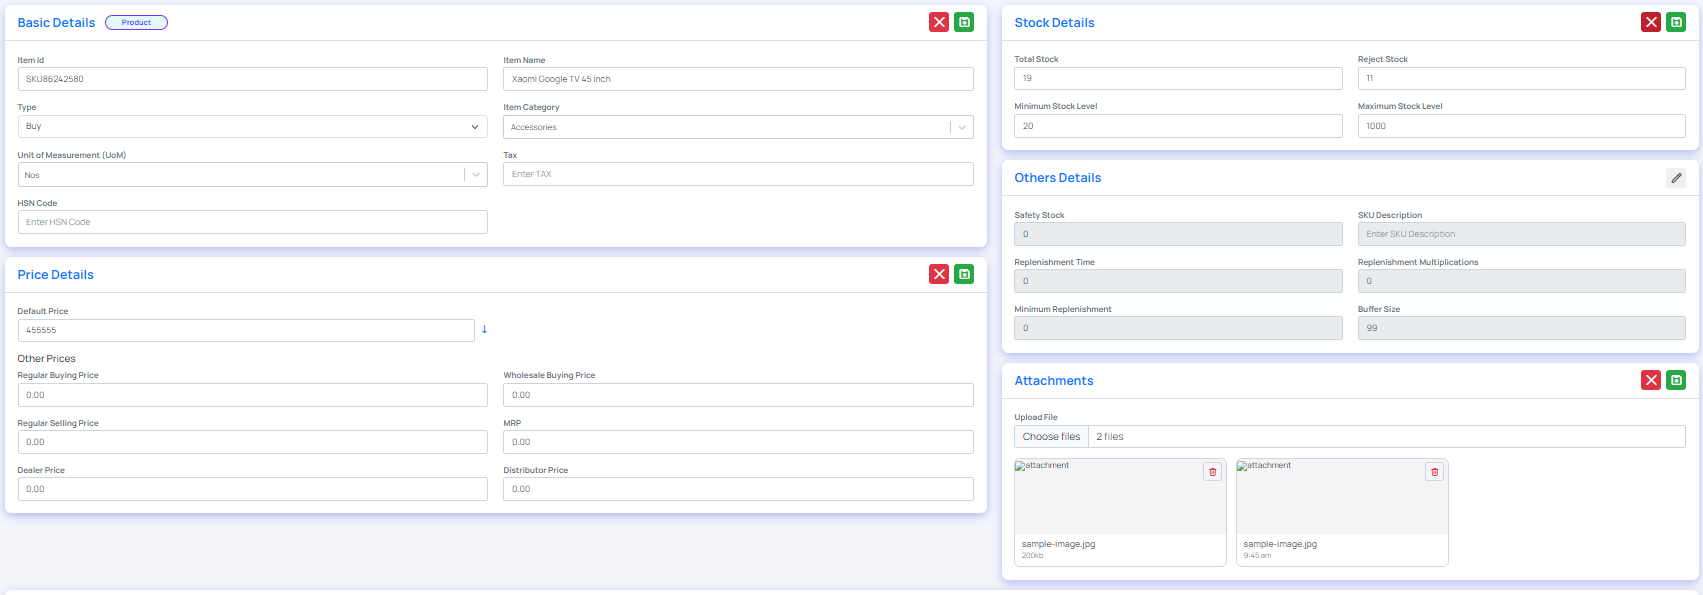 Basic Details
Product
Item Id
Item Name
SKU86242580
Xaomi Google TV 45 inch
Type
Item Category
Buy
Accessories
Unit of Measurement (UoM)
Tax
Nos
Enter TAX
HSN Code
Enter HSN Code
Price Details
Default Price
455555
Other Prices
Regular Buying Price
Wholesale Buying Price
0.00
0.00
Regular Selling Price
MRP
0.00
0.00
Dealer Price
Distributor Price
0.00
0.00
Stock Details
Total Stock
Reject Stock
19
11
Minimum Stock Level
Maximum Stock Level
20
1000
Others Details
Safety Stock
SKU Description
0
Enter SKU Description
Replenishment Time
Replenishment Multiplications
0
0
Minimum Replenishment
Buffer Size
0
99
Attachments
Upload File
Choose files
2 files
attachment
attachment
sample-image.jpg
sample-image.jpg
200kb
9:45 am